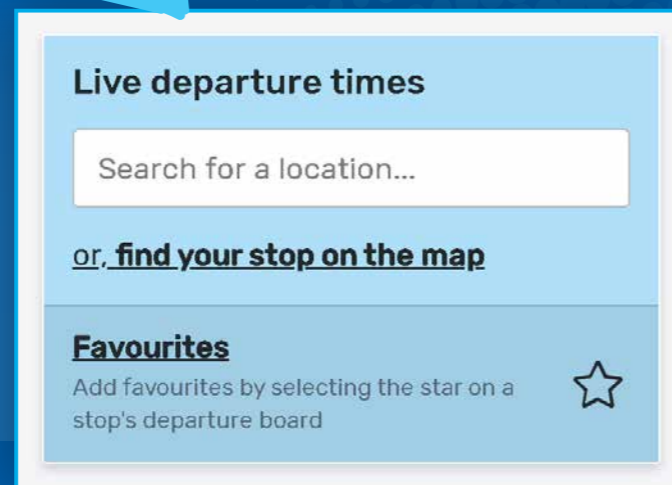 Live departure times
Search for a location...
or, find your stop on the map
Favourites
Add favourites by selecting the star on a
stop's departure board